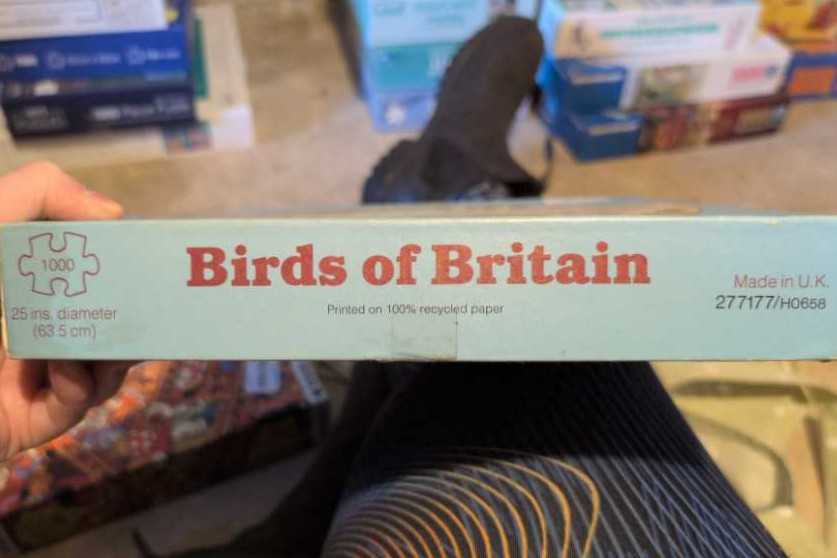 1000
25 ins. diameter
(63.5 cm)
Birds of Britain
Printed on 100% recycled paper
Made in U.K.
277177/H0658